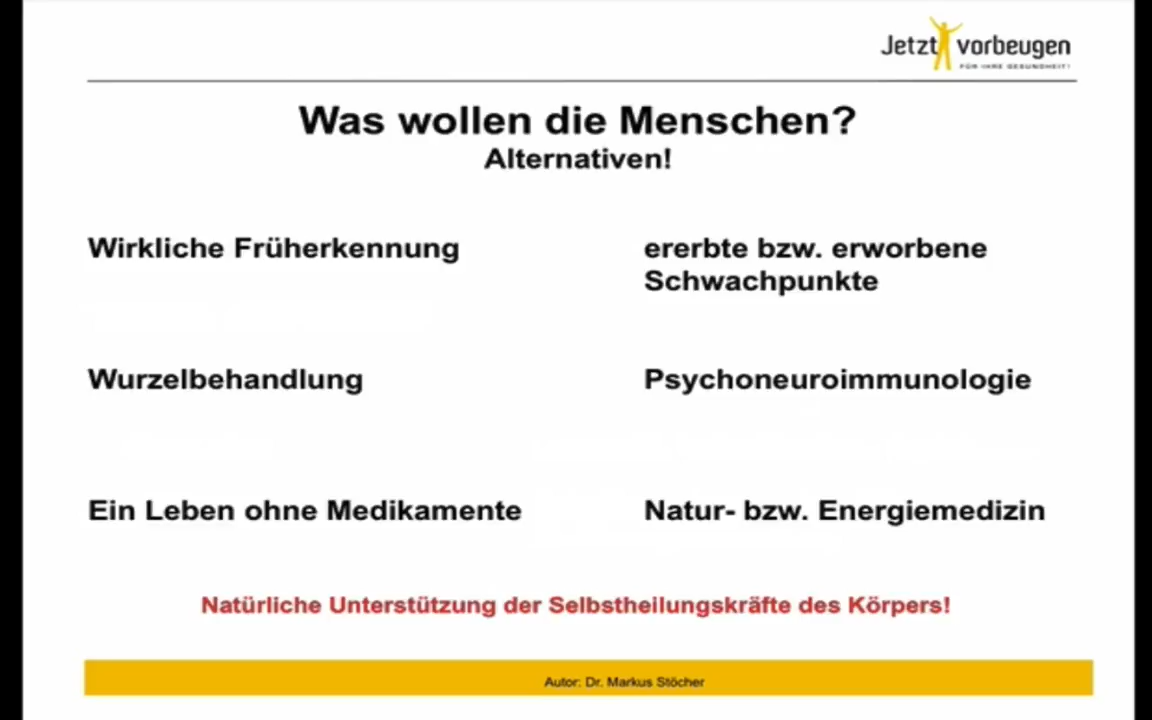 Jetzt vorbeugen
FÜR IHRE GESUNDHEIT!
Was wollen die Menschen?
Alternativen!
Wirkliche Früherkennung
ererbte bzw. erworbene
Schwachpunkte
Wurzelbehandlung
Psychoneuroimmunologie
Ein Leben ohne Medikamente
Natur- bzw. Energiemedizin
Natürliche Unterstützung der Selbstheilungskräfte des Körpers!
Autor: Dr. Markus Stöcher